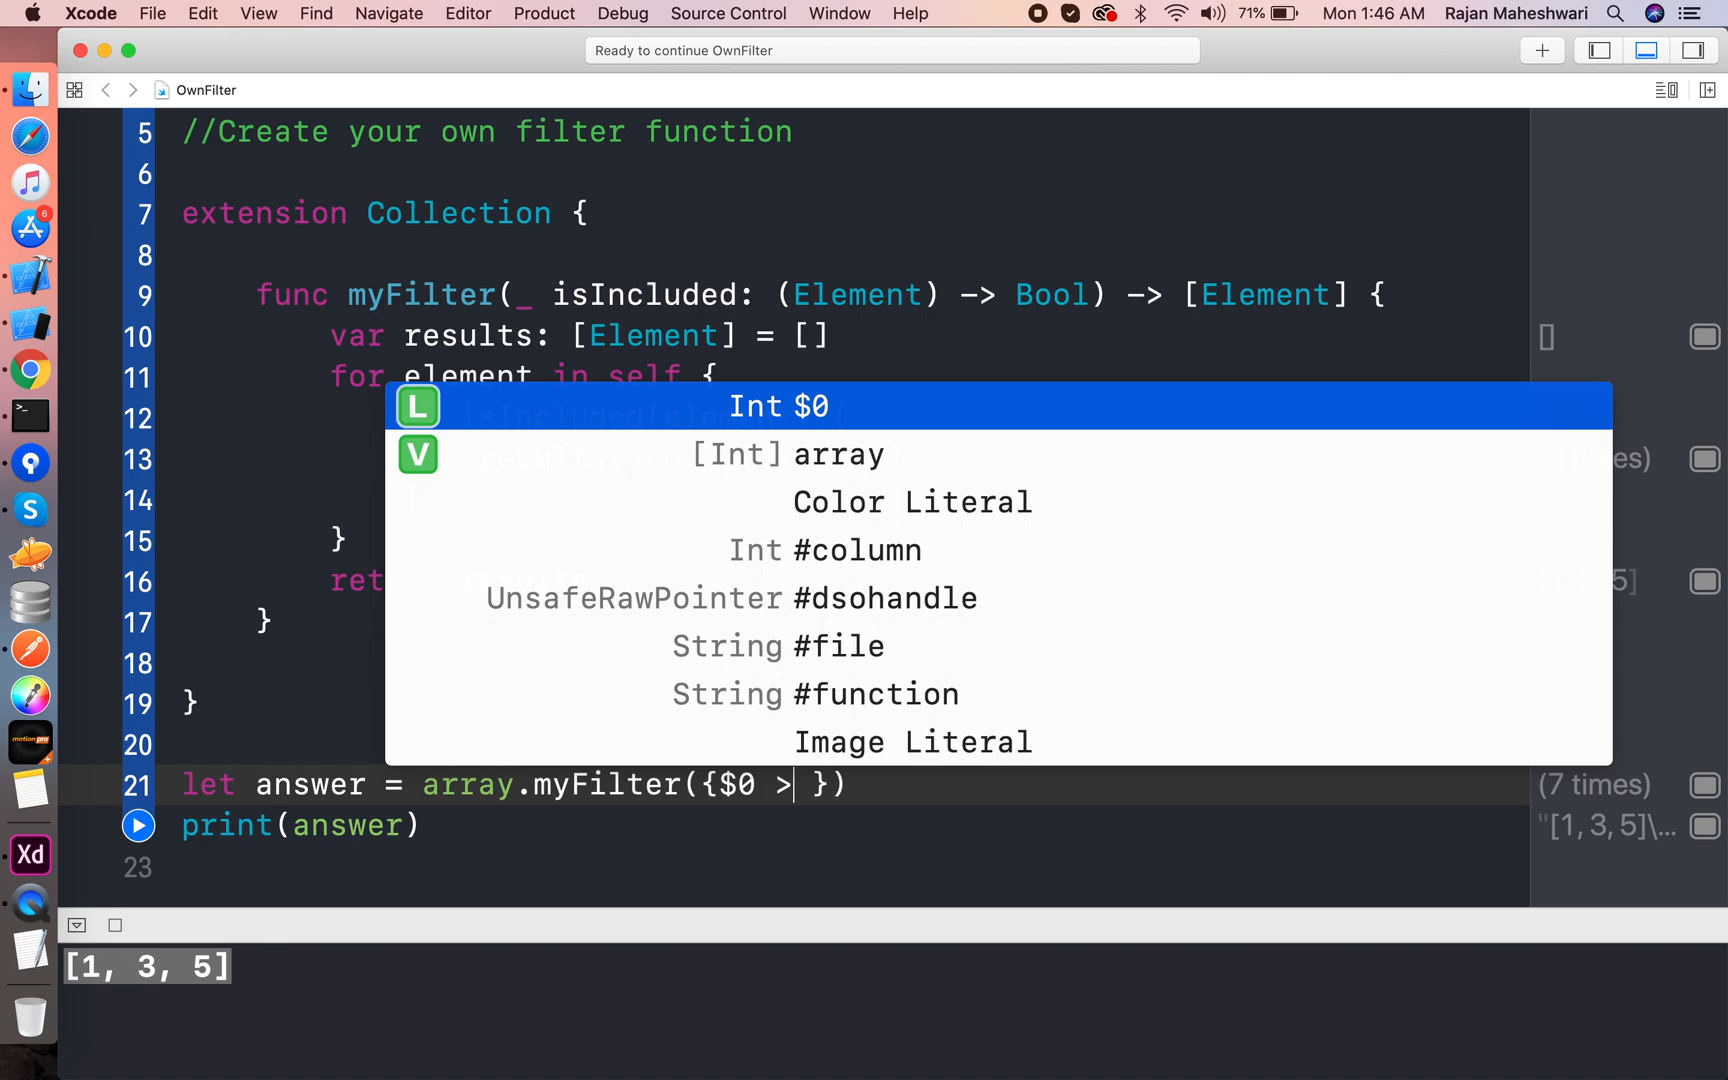 Xcode File Edit View Find Navigate Editor Product Debug Source Control Window Help 71% Mon 1:46 AM Rajan Maheshwari
Ready to continue OwnFilter
OwnFilter
5 //Create your own filter function
6
7 extension Collection {
8
9 func myFilter(_ isIncluded: (Element) -> Bool) -> [Element] {
10 var results: [Element] = [] []
11 for element in self {
L Int $0
12
V [Int] array
13
Color Literal
14
Int #column
15 }
UnsafeRawPointer #dsohandle
16 ret 5]
String #file
17 }
18
String #function
19 }
Image Literal
20
21 let answer = array.myFilter({$0 > }) (7 times)
print(answer) "[1, 3, 5]\...
23
[1, 3, 5]
6
S
motion pro
Xd